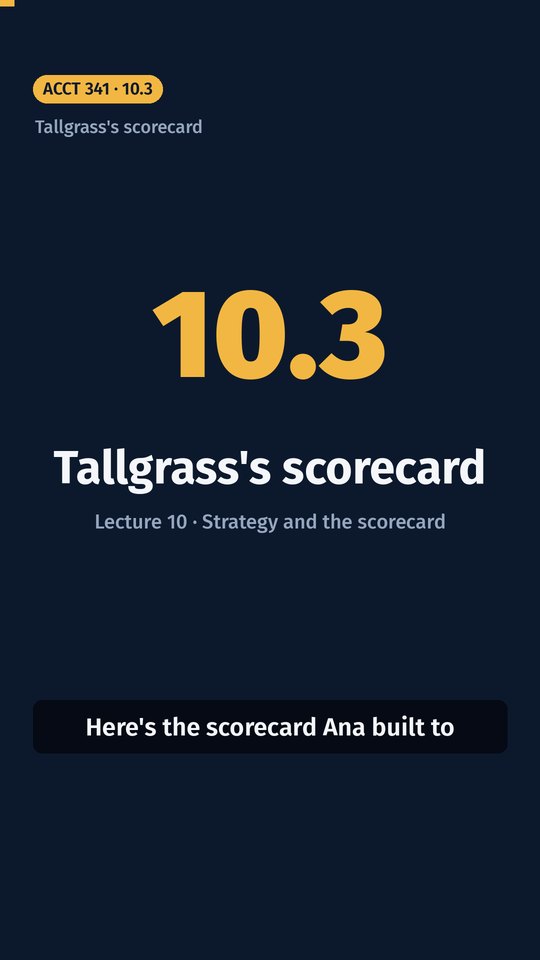 ACCT 341 · 10.3
Tallgrass's scorecard
10.3
Tallgrass's scorecard
Lecture 10 · Strategy and the scorecard
Here's the scorecard Ana built to